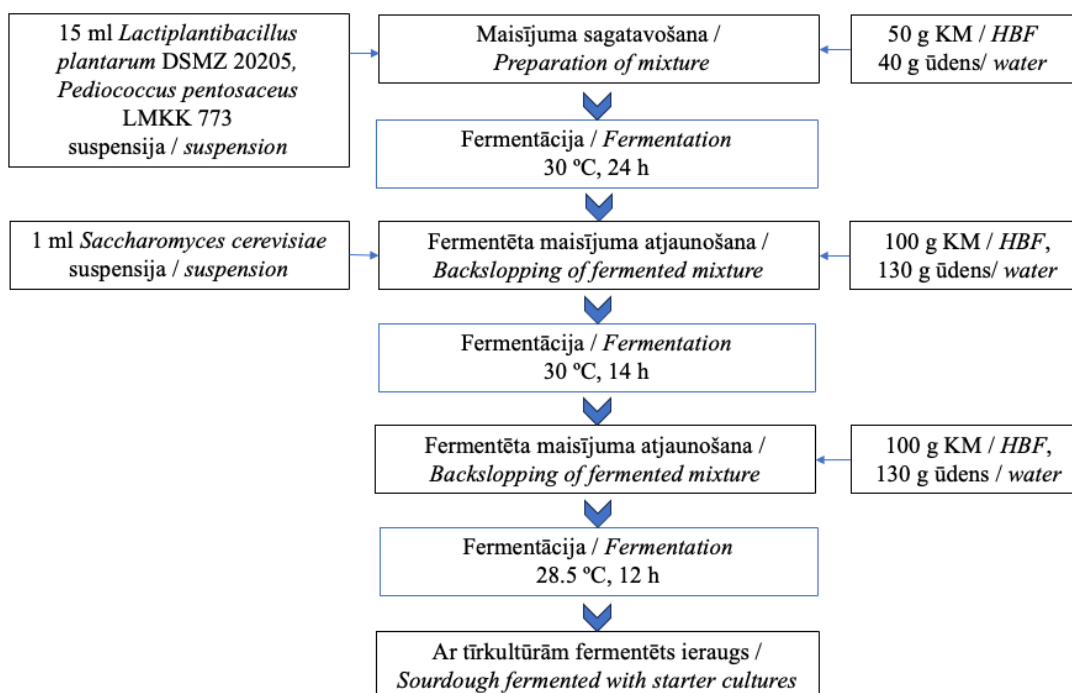 15 ml Lactiplantibacillus
plantarum DSMZ 20205,
Pediococcus pentosaceus
LMKK 773
suspensija / suspension
Maisījuma sagatavošana /
Preparation of mixture
50 g KM / HBF
40 g ūdens/ water
Fermentācija / Fermentation
30 ºC, 24 h
1 ml Saccharomyces cerevisiae
suspensija / suspension
Fermentēta maisījuma atjaunošana /
Backslopping of fermented mixture
100 g KM / HBF,
130 g ūdens/ water
Fermentācija / Fermentation
30 ºC, 14 h
Fermentēta maisījuma atjaunošana /
Backslopping of fermented mixture
100 g KM / HBF,
130 g ūdens / water
Fermentācija / Fermentation
28.5 ºC, 12 h
Ar tīrkultūrām fermentēts ieraugs /
Sourdough fermented with starter cultures